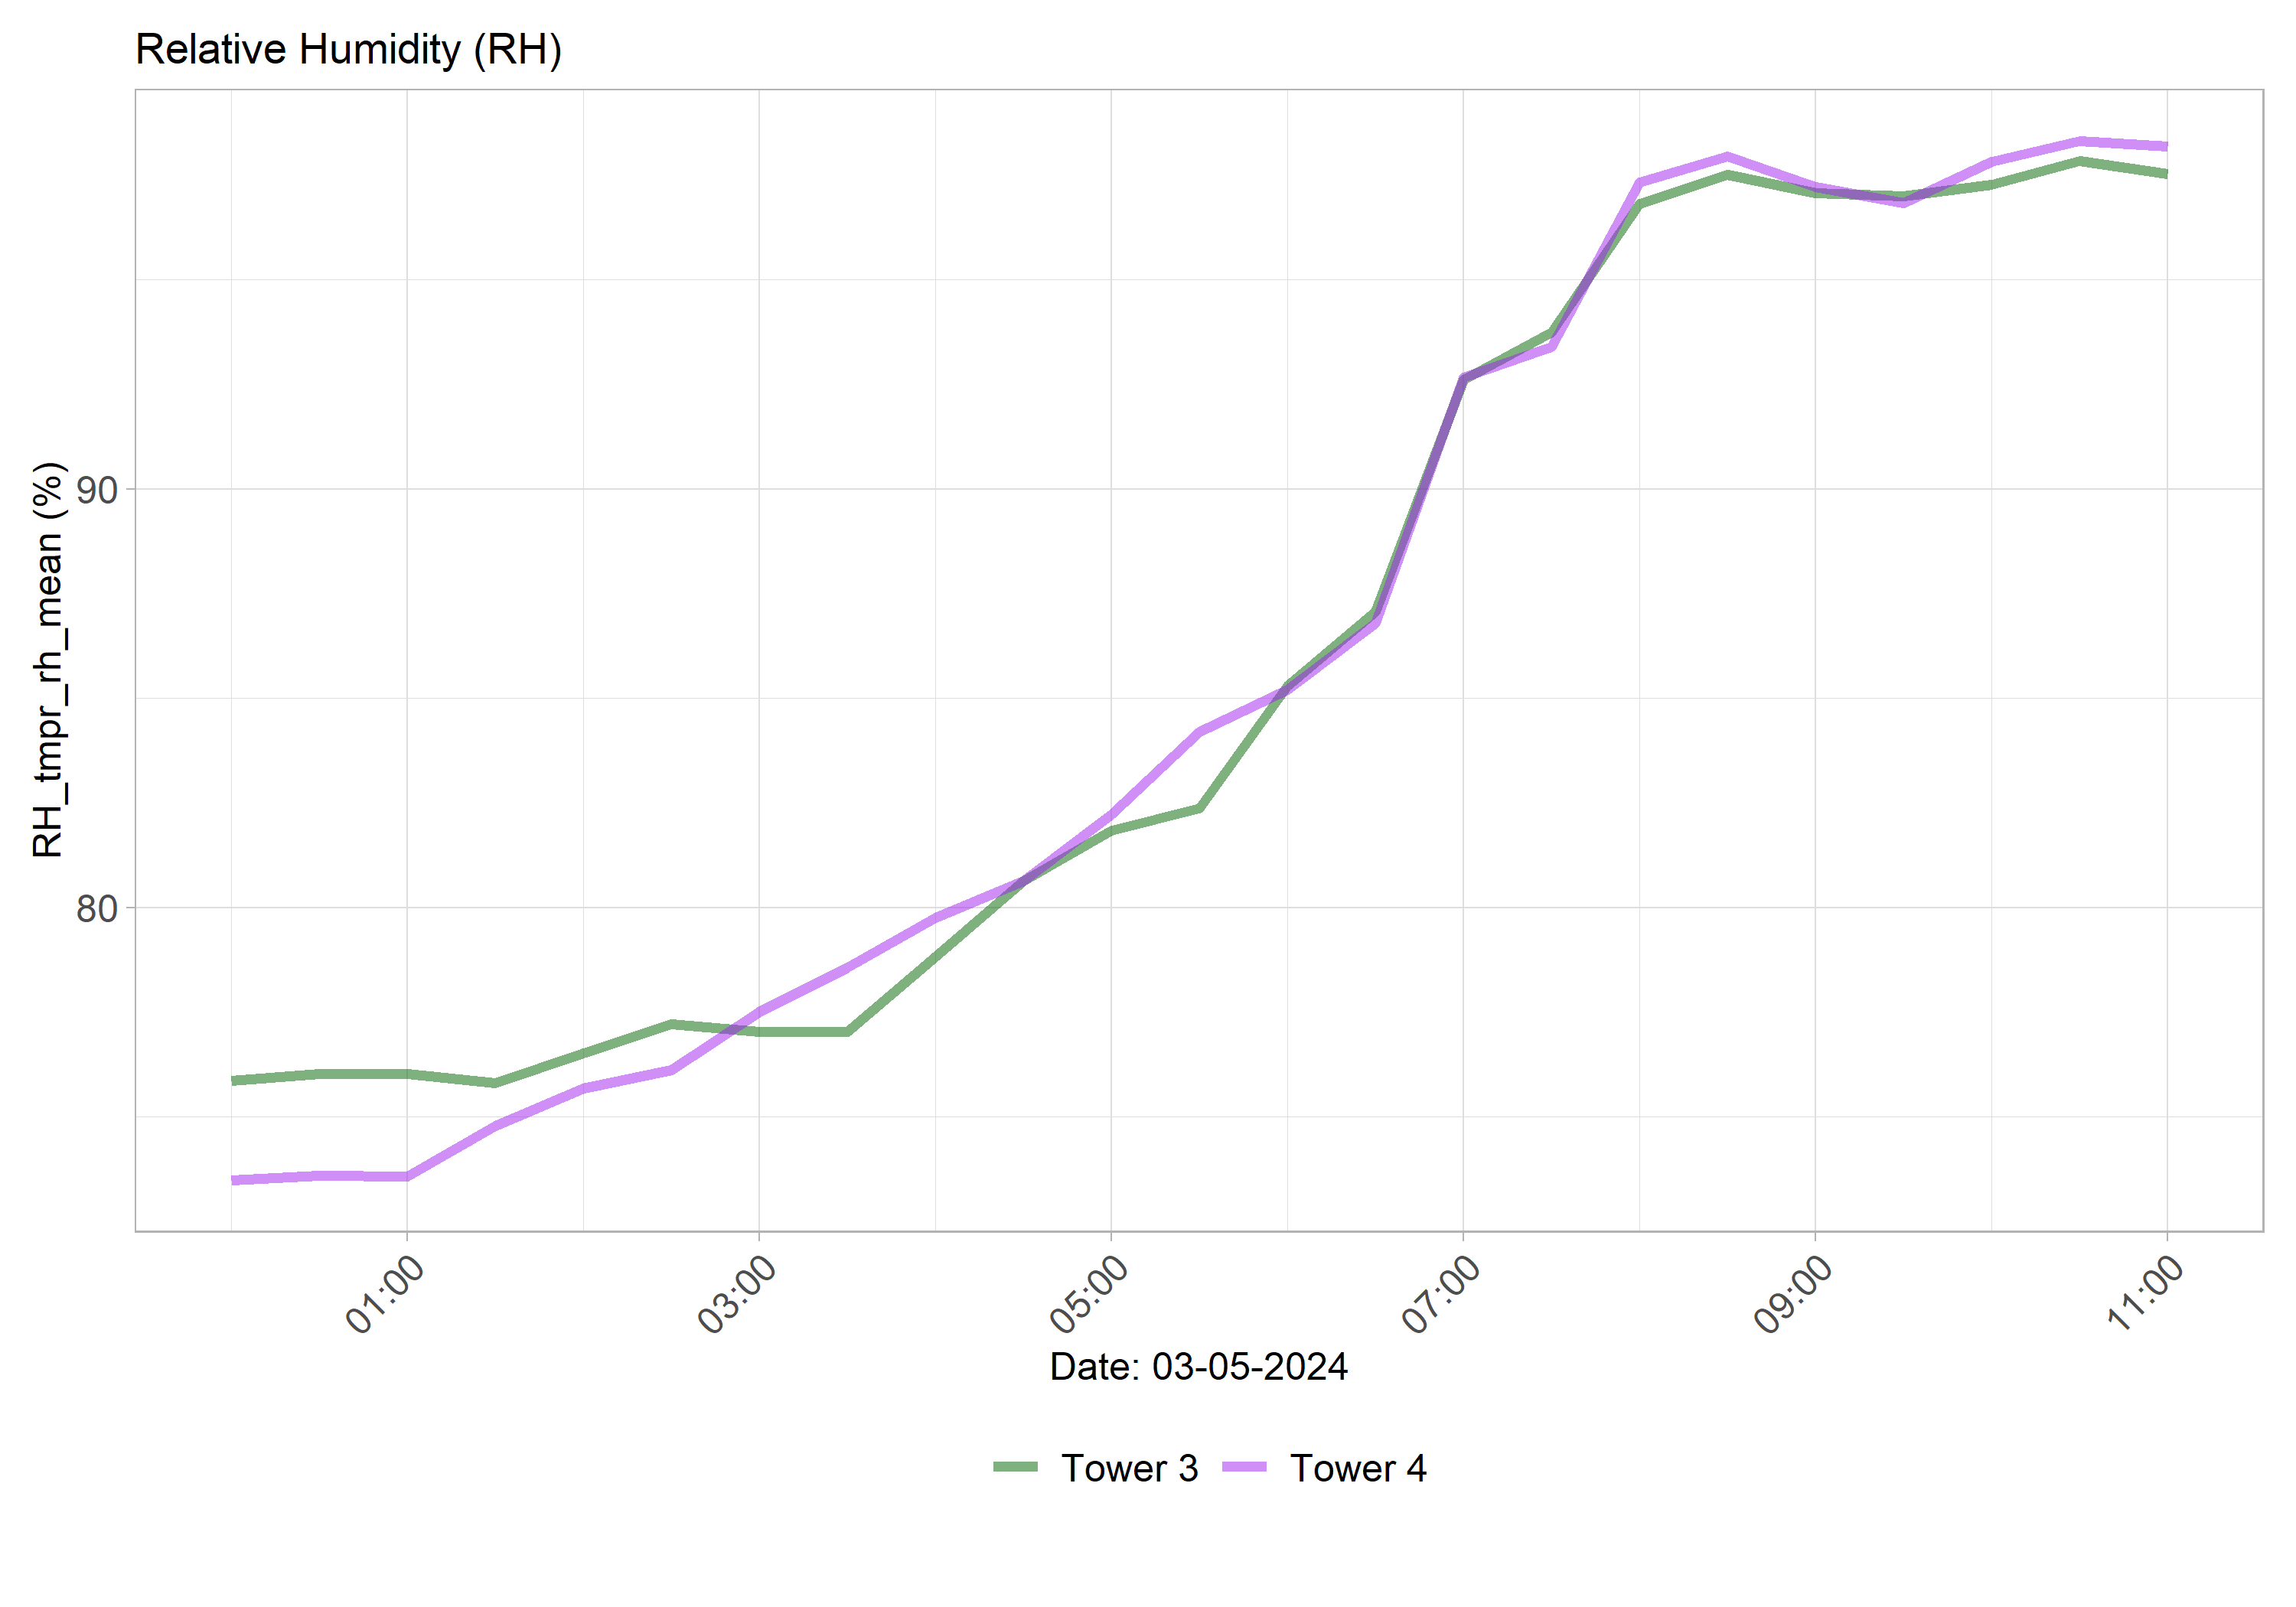 Relative Humidity (RH)
RH_tmpr_rh_mean (%)
90
80
01:00
03:00
05:00
07:00
09:00
11:00
Date: 03-05-2024
Tower 3
Tower 4